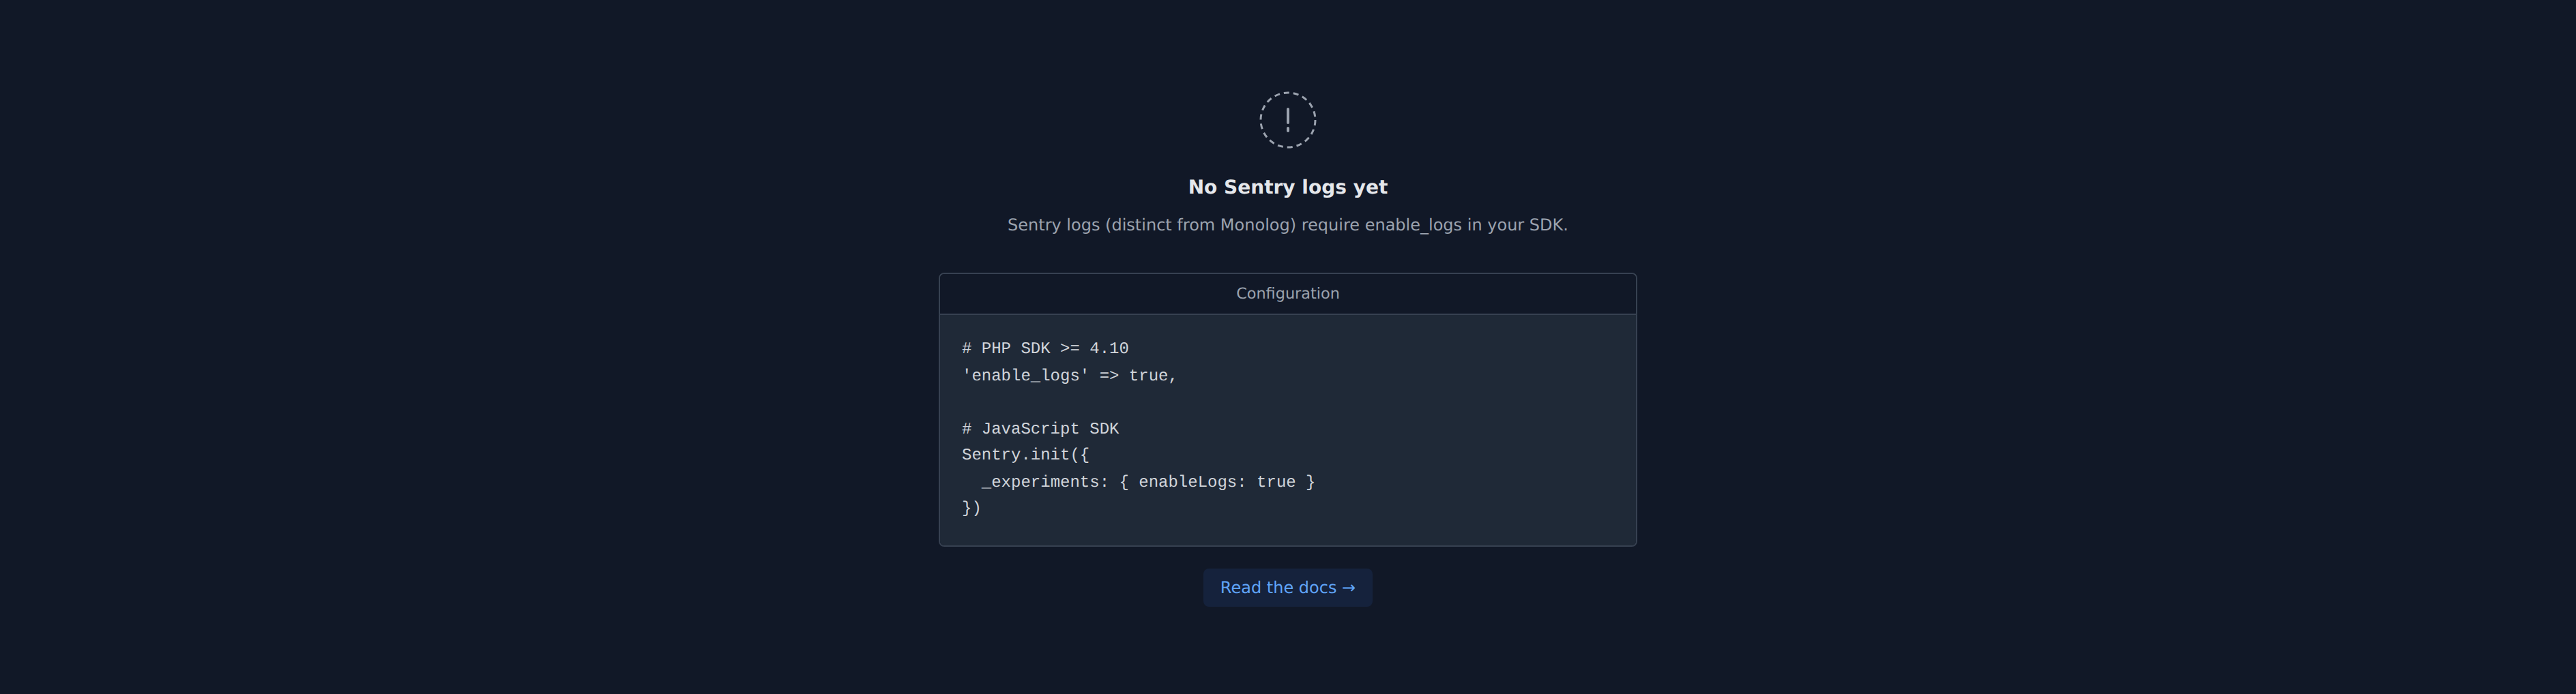 !
No Sentry logs yet
Sentry logs (distinct from Monolog) require enable_logs in your SDK.
Configuration
# PHP SDK >= 4.10
'enable_logs' => true,
# JavaScript SDK
Sentry.init({
  _experiments: { enableLogs: true }
})
Read the docs →